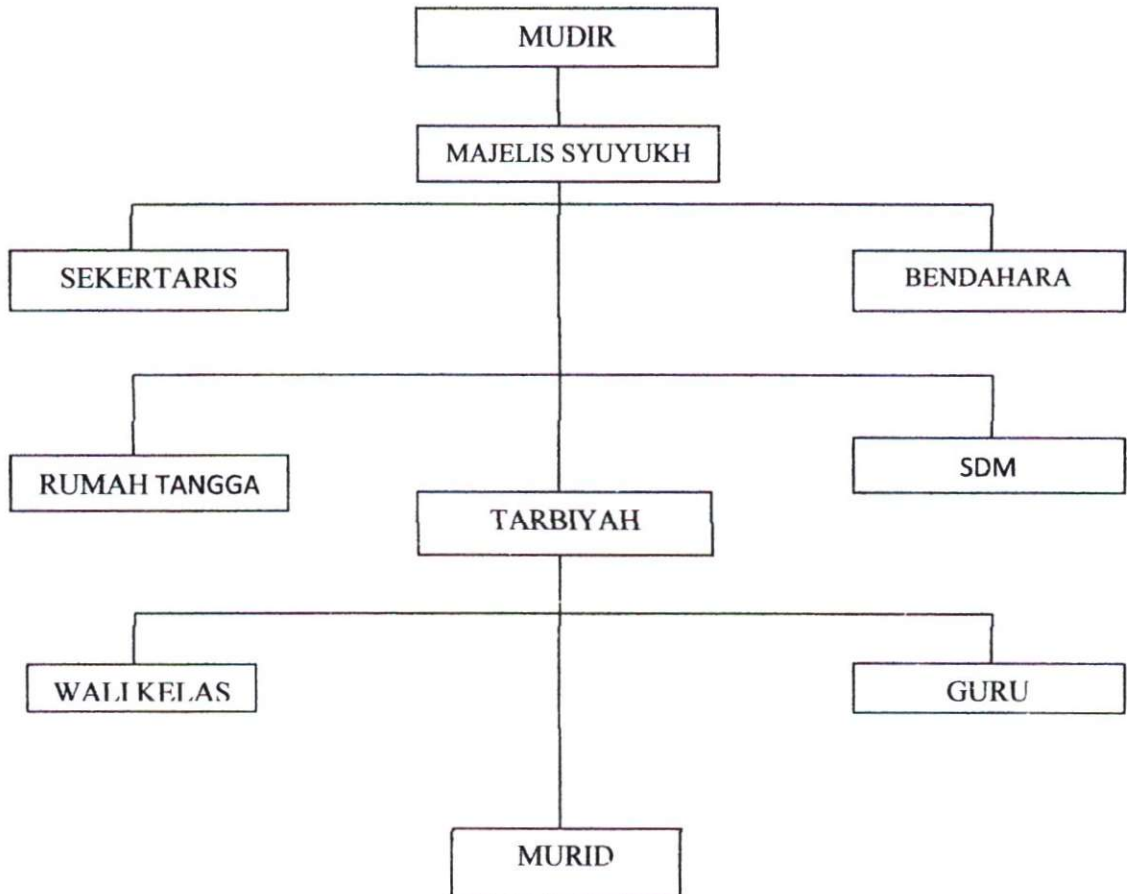 MUDIR
MAJELIS SYUYUKH
SEKERTARIS
BENDAHARA
RUMAH TANGGA
SDM
TARBIYAH
WALI KELAS
GURU
MURID